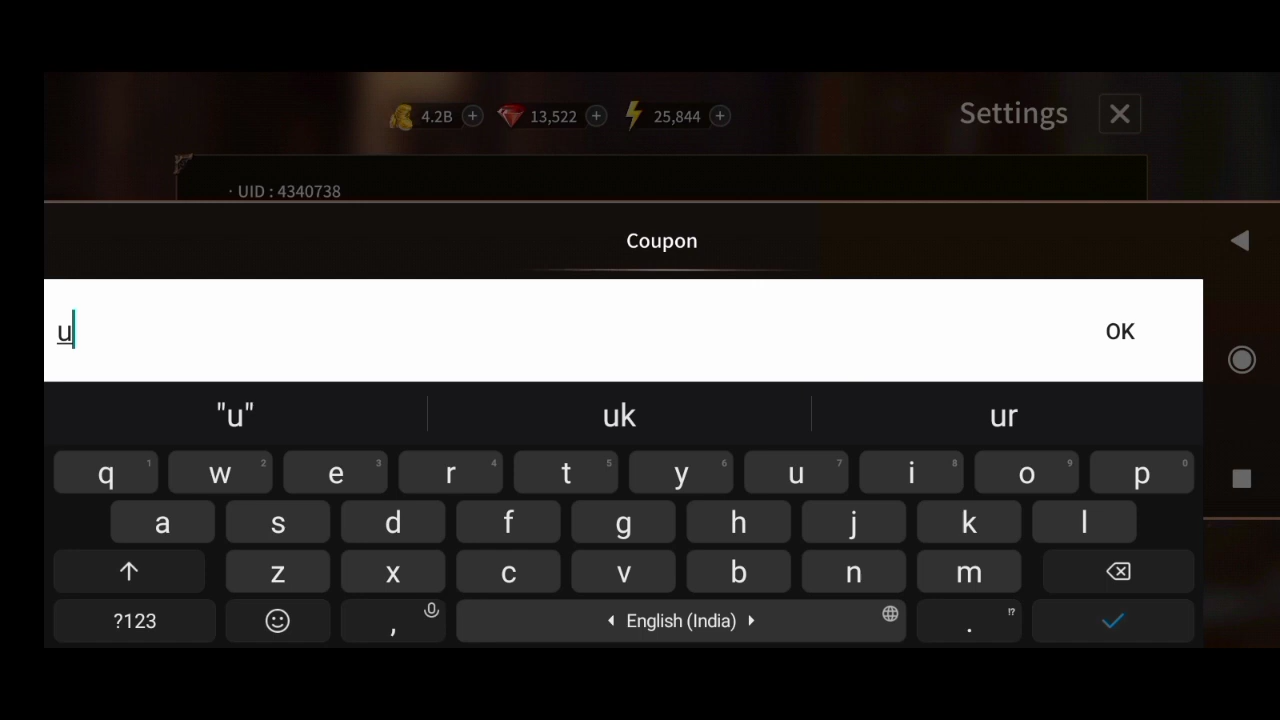 4.2B + 13,522 + 25,844 + Settings X
· UID : 4340738
Coupon
u OK
"u" uk ur
q 1 w 2 e 3 r 4 t 5 y 6 u 7 i 8 o 9 p 0
a s d f g h j k l
z x c v b n m
?123 , English (India) . !?